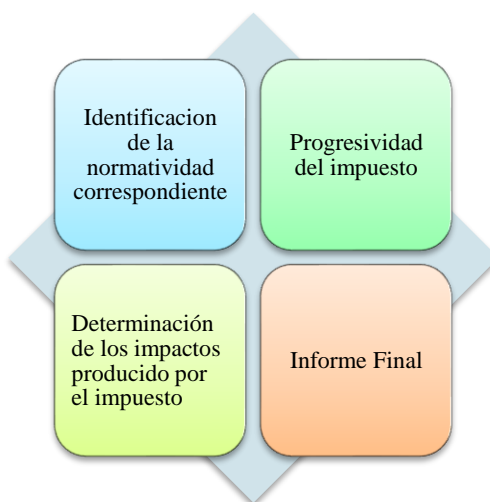 Identificacion
de la
normatividad
correspondiente
Progresividad
del impuesto
Determinación
de los impactos
producido por
el impuesto
Informe Final